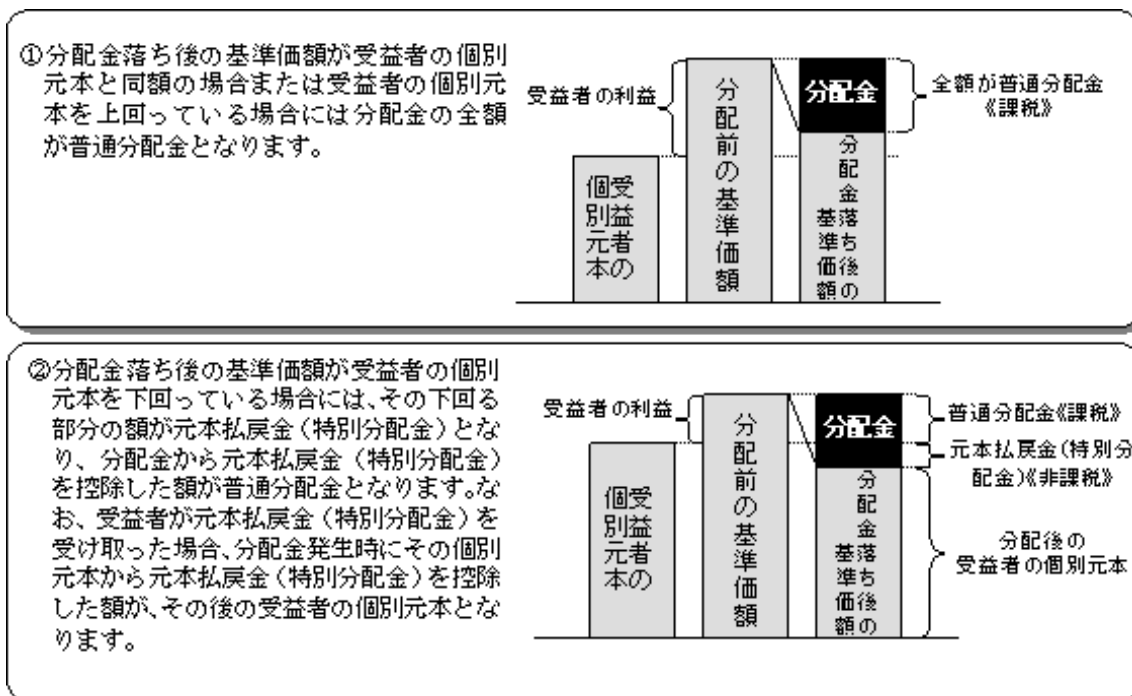 ①分配金落ち後の基準価額が受益者の個別
元本と同額の場合または受益者の個別元
本を上回っている場合には分配金の全額
が普通分配金となります。
受益者の利益
受益者の
個別元本
分配前の基準価額
分配金
分配金落ち後の
基準価額
全額が普通分配金
《課税》
②分配金落ち後の基準価額が受益者の個別
元本を下回っている場合には、その下回る
部分の額が元本払戻金（特別分配金）とな
り、分配金から元本払戻金（特別分配金）
を控除した額が普通分配金となります。な
お、受益者が元本払戻金（特別分配金）を
受け取った場合、分配金発生時にその個別
元本から元本払戻金（特別分配金）を控除
した額が、その後の受益者の個別元本とな
ります。
受益者の利益
受益者の
個別元本
分配前の基準価額
分配金
分配金落ち後の
基準価額
普通分配金《課税》
元本払戻金（特別分
配金）《非課税》
分配後の
受益者の個別元本